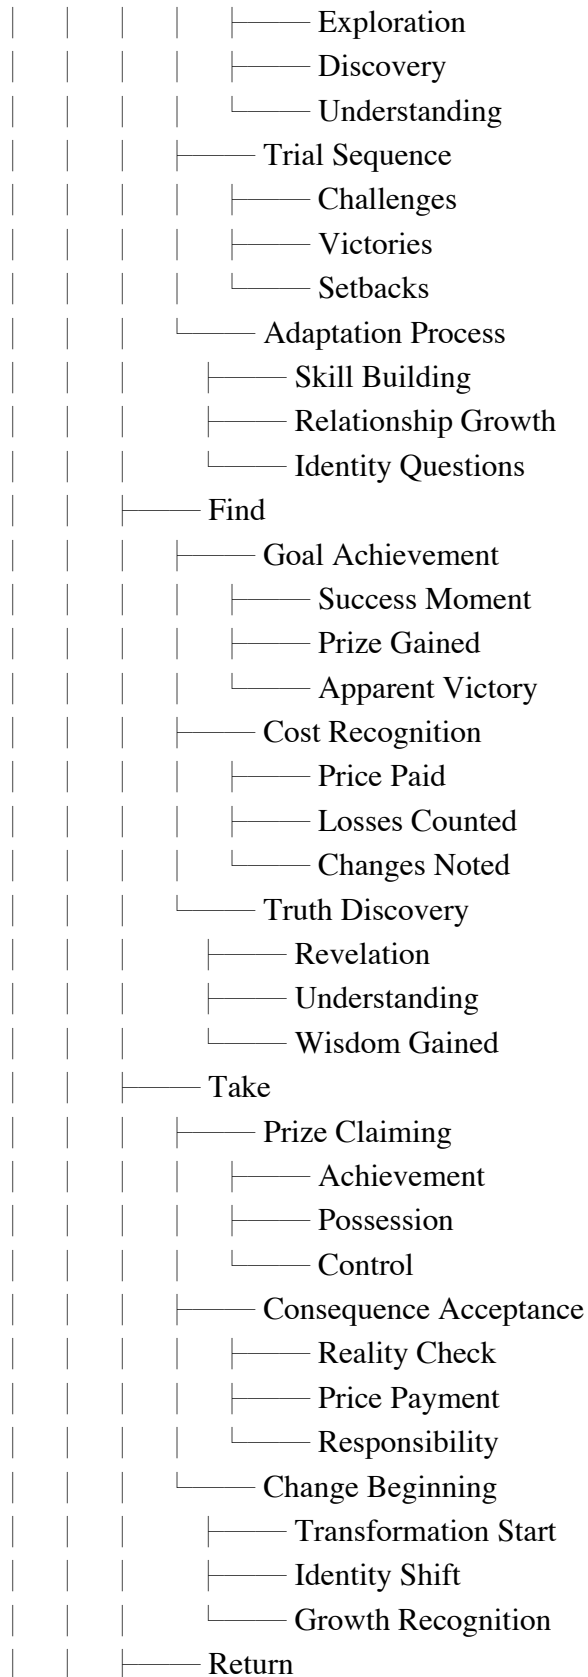 Exploration
Discovery
Understanding
Trial Sequence
Challenges
Victories
Setbacks
Adaptation Process
Skill Building
Relationship Growth
Identity Questions
Find
Goal Achievement
Success Moment
Prize Gained
Apparent Victory
Cost Recognition
Price Paid
Losses Counted
Changes Noted
Truth Discovery
Revelation
Understanding
Wisdom Gained
Take
Prize Claiming
Achievement
Possession
Control
Consequence Acceptance
Reality Check
Price Payment
Responsibility
Change Beginning
Transformation Start
Identity Shift
Growth Recognition
Return